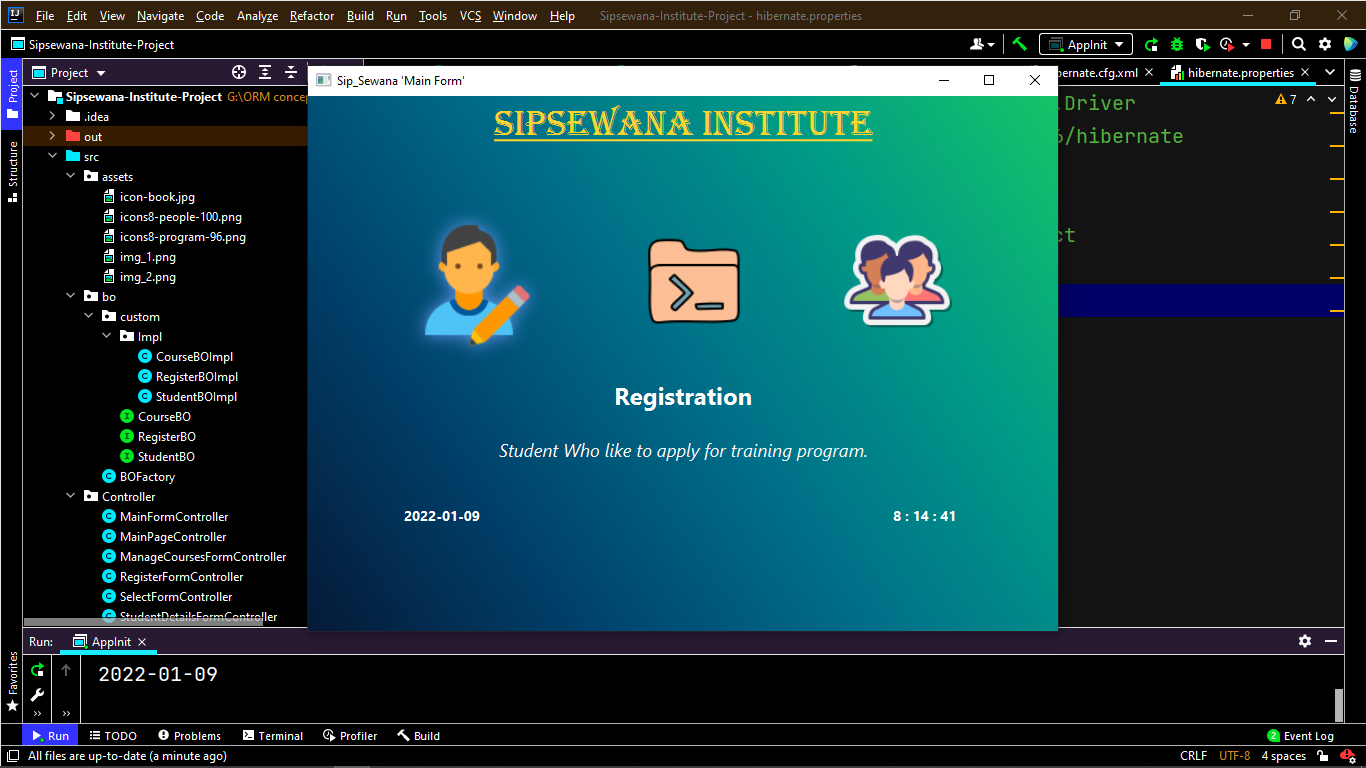 File Edit View Navigate Code Analyze Refactor Build Run Tools VCS Window Help Sipsewana-Institute-Project - hibernate.properties
Sipsewana-Institute-Project
AppInit
Project
Project
Structure
Favorites
Database
Sip_Sewana 'Main Form'
bernate.cfg.xml
hibernate.properties
Sipsewana-Institute-Project G:\ORM concep
.idea
out
src
assets
icon-book.jpg
icons8-people-100.png
icons8-program-96.png
img_1.png
img_2.png
bo
custom
Impl
CourseBOImpl
RegisterBOImpl
StudentBOImpl
CourseBO
RegisterBO
StudentBO
BOFactory
Controller
MainFormController
MainPageController
ManageCoursesFormController
RegisterFormController
SelectFormController
StudentDetailsFormController
SIPSEWANA INSTITUTE
Registration
Student Who like to apply for training program.
2022-01-09
8 : 14 : 41
.Driver
7
/hibernate
ct
Run: AppInit
2022-01-09
Run TODO Problems Terminal Profiler Build
2 Event Log
All files are up-to-date (a minute ago)
CRLF UTF-8 4 spaces